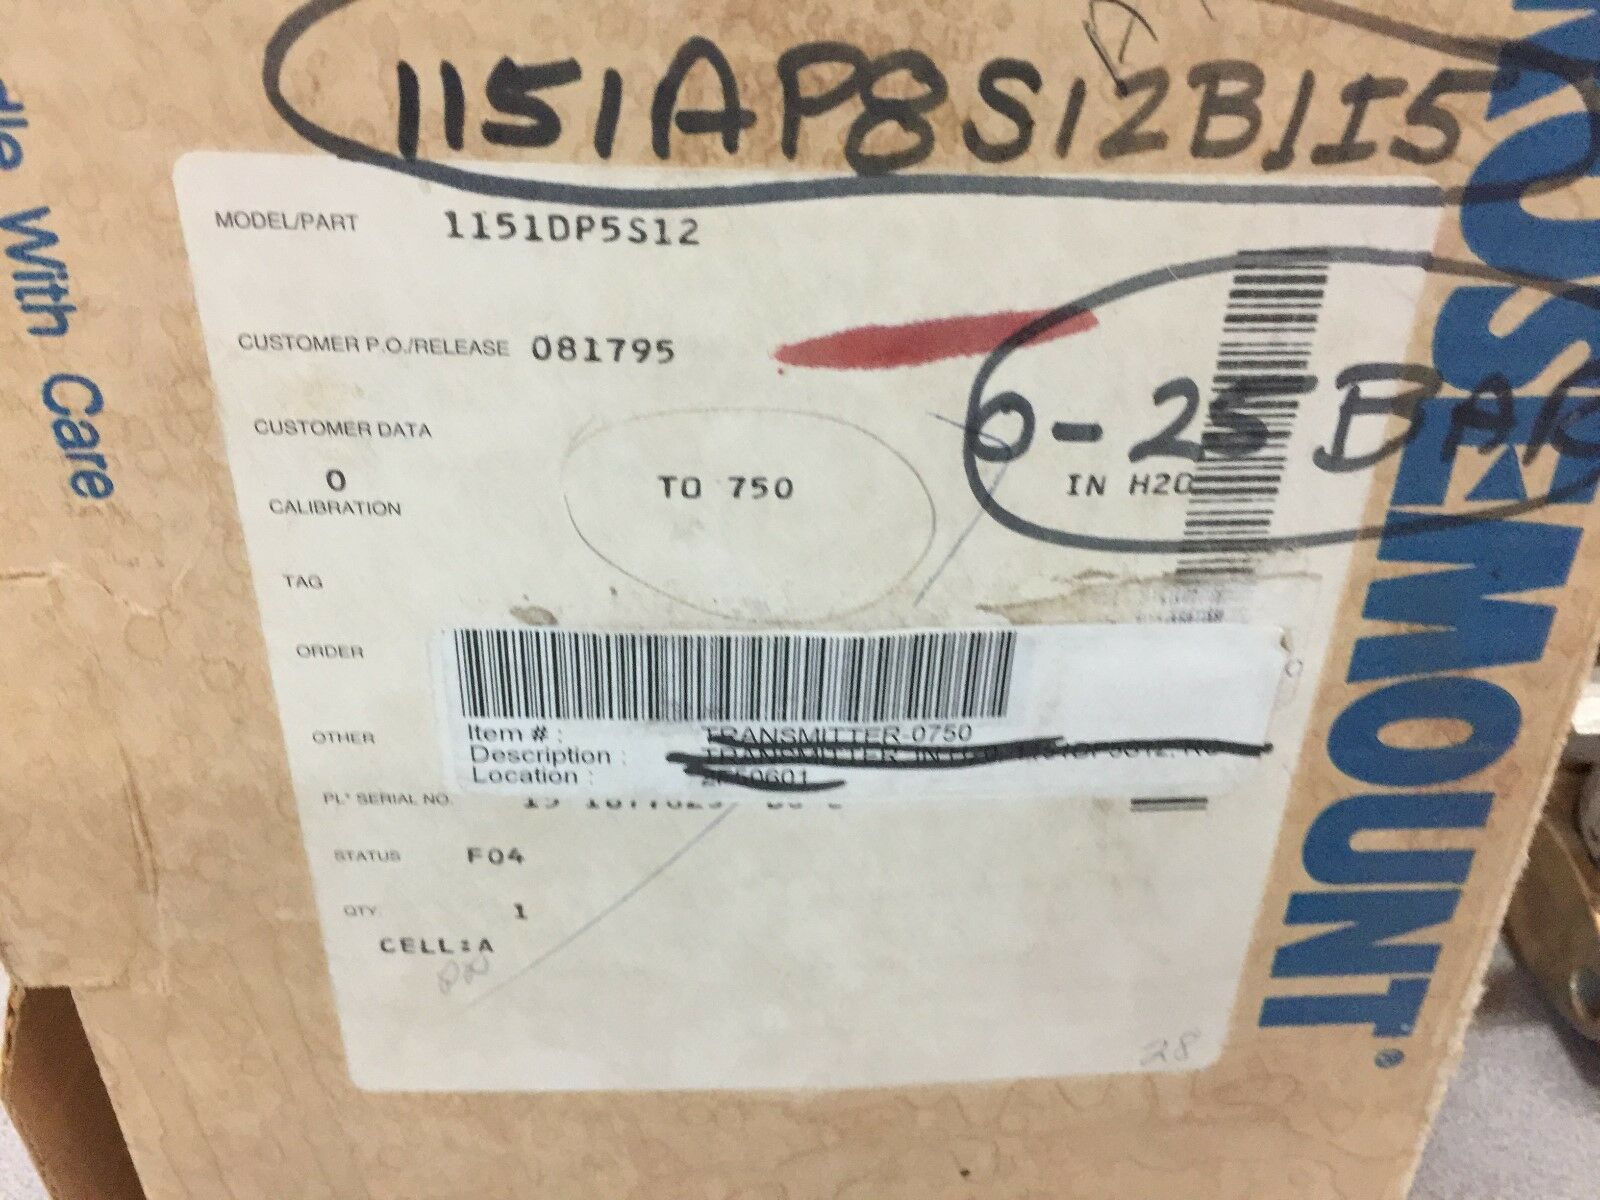 1151AP8S12B1I5
MODEL/PART 1151DP5S12
CUSTOMER P.O./RELEASE 081795
0-25 BAR
CUSTOMER DATA
0 TO 750 IN H2O
CALIBRATION
TAG
ORDER
Item # : TRANSMITTER-0750
OTHER
Description : TRANSMITTER
Location :
PL* SERIAL NO.
STATUS F04
QTY. 1
CELL:A
28
dle With Care
ROSEMOUNT®